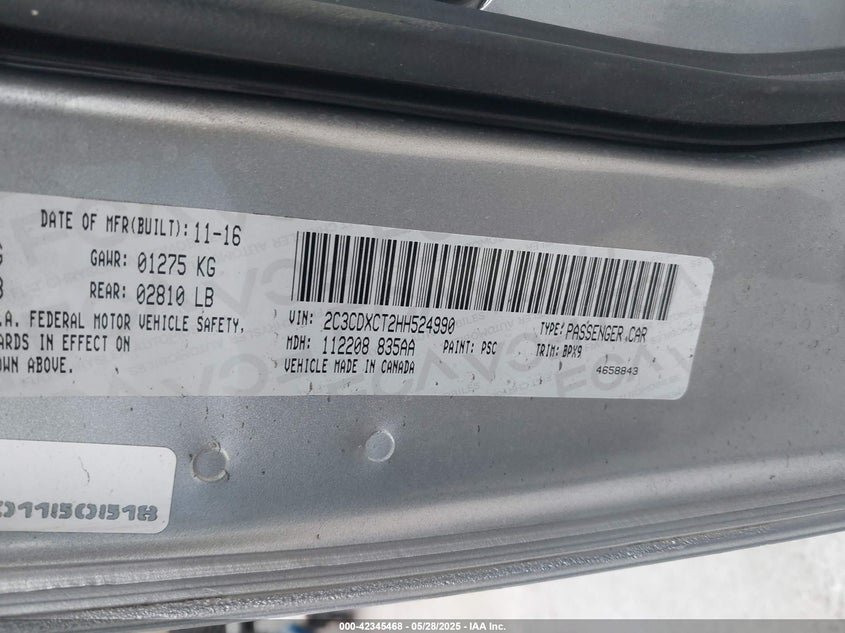 DATE OF MFR(BUILT): 11-16
GAWR: 01275 KG
REAR: 02810 LB
.A. FEDERAL MOTOR VEHICLE SAFETY,
ARDS IN EFFECT ON
OWN ABOVE.
VIN: 2C3CDXCT2HH524990
TYPE: PASSENGER CAR
MDH: 112208 835AA
PAINT: PSC
TRIM: BPX9
VEHICLE MADE IN CANADA
4658843
000-42345468 — 05/28/2025 — IAA Inc.